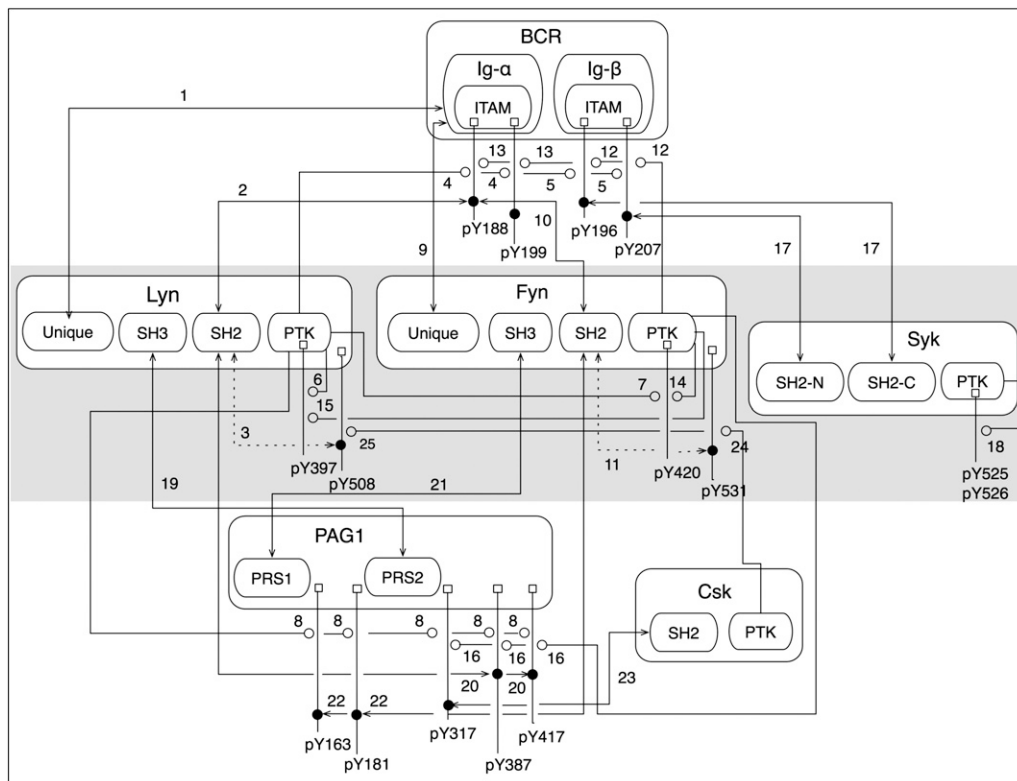 BCR
Ig-α
Ig-β
ITAM
ITAM
1
13
13
12
12
4
4
5
5
2
10
pY188
pY199
pY196
pY207
9
17
17
Lyn
Fyn
Unique
SH3
SH2
PTK
Unique
SH3
SH2
PTK
Syk
SH2-N
SH2-C
PTK
6
7
14
15
3
25
11
24
18
pY397
pY508
pY420
pY531
pY525
pY526
19
21
PAG1
PRS1
PRS2
Csk
SH2
PTK
8
8
8
8
8
16
16
16
20
20
23
22
22
pY163
pY181
pY317
pY387
pY417